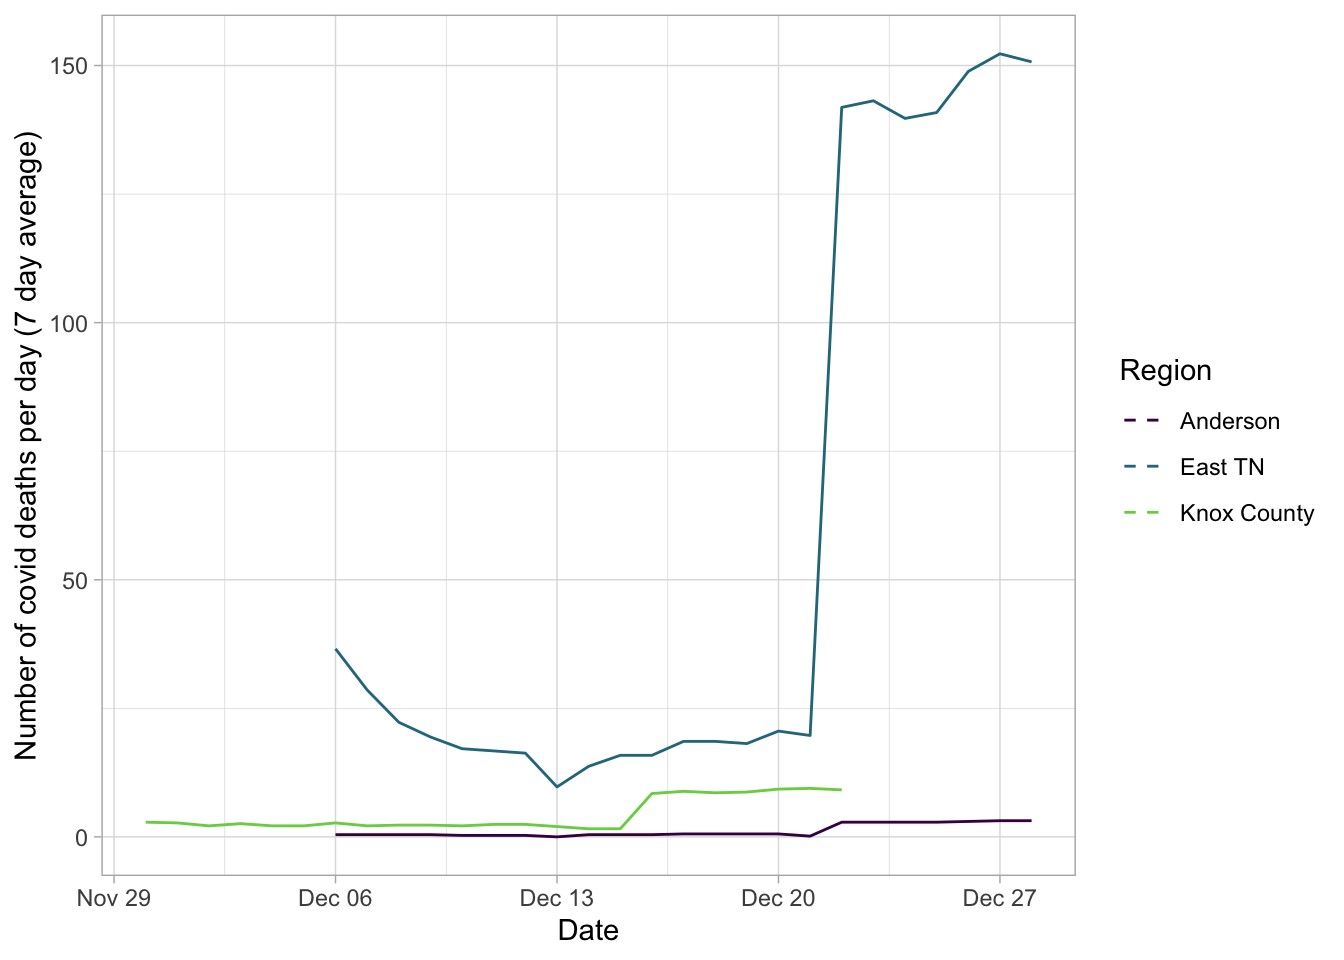 Number of covid deaths per day (7 day average)
150
100
50
0
Nov 29 Dec 06 Dec 13 Dec 20 Dec 27
Date
Region
Anderson
East TN
Knox County